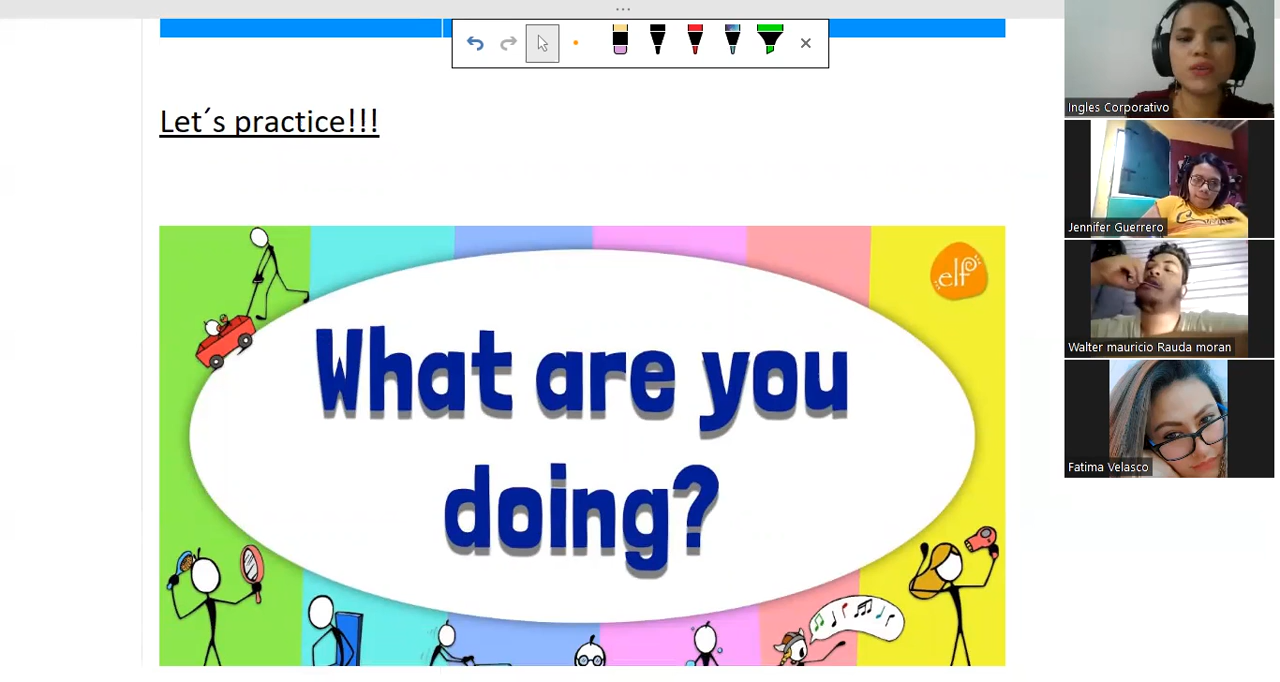 Let´s practice!!!
elf
What are you
doing?
Ingles Corporativo
Jennifer Guerrero
Walter mauricio Rauda moran
Fatima Velasco